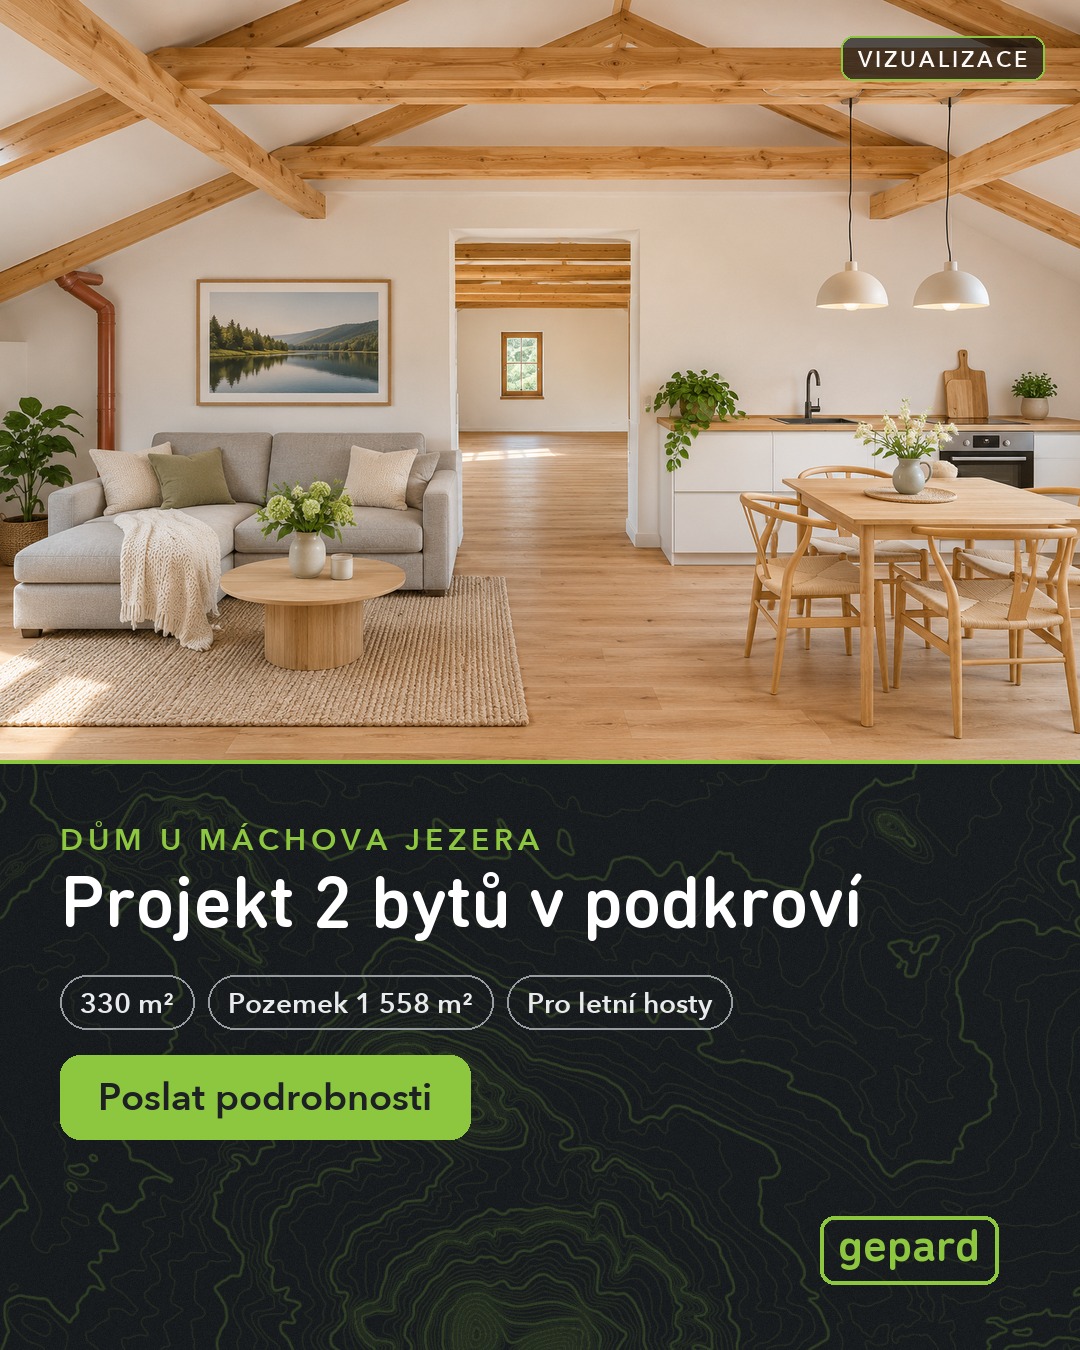 VIZUALIZACE
DŮM U MÁCHOVA JEZERA
Projekt 2 bytů v podkroví
330 m² Pozemek 1 558 m² Pro letní hosty
Poslat podrobnosti
gepard